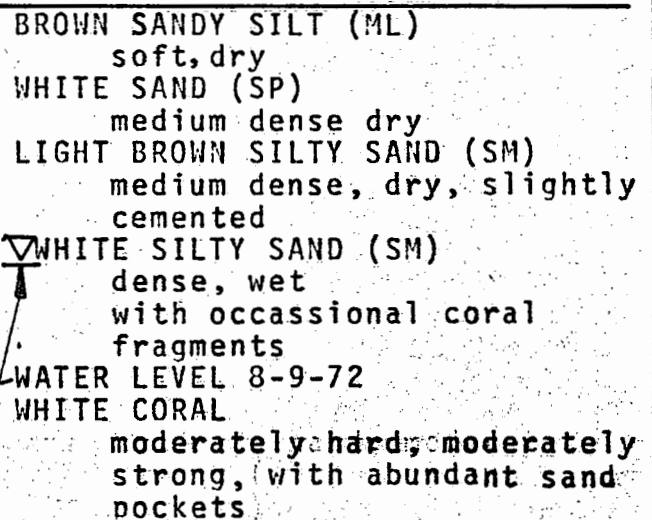 BROWN SANDY SILT (ML)
soft, dry
WHITE SAND (SP)
medium dense dry
LIGHT BROWN SILTY SAND (SM)
medium dense, dry, slightly
cemented
WHITE SILTY SAND (SM)
dense, wet
with occassional coral
fragments
WATER LEVEL 8-9-72
WHITE CORAL
moderately hard, moderately
strong, with abundant sand
pockets